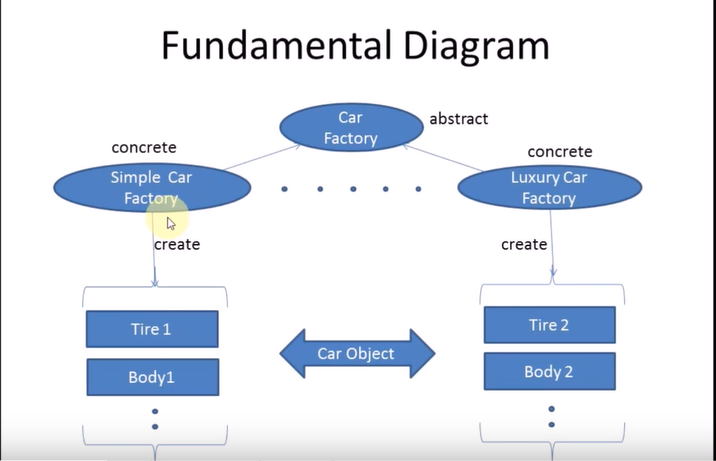 Fundamental Diagram
Car
Factory
abstract
concrete
concrete
Simple Car
Factory
Luxury Car
Factory
create
create
Tire 1
Tire 2
Car Object
Body1
Body 2